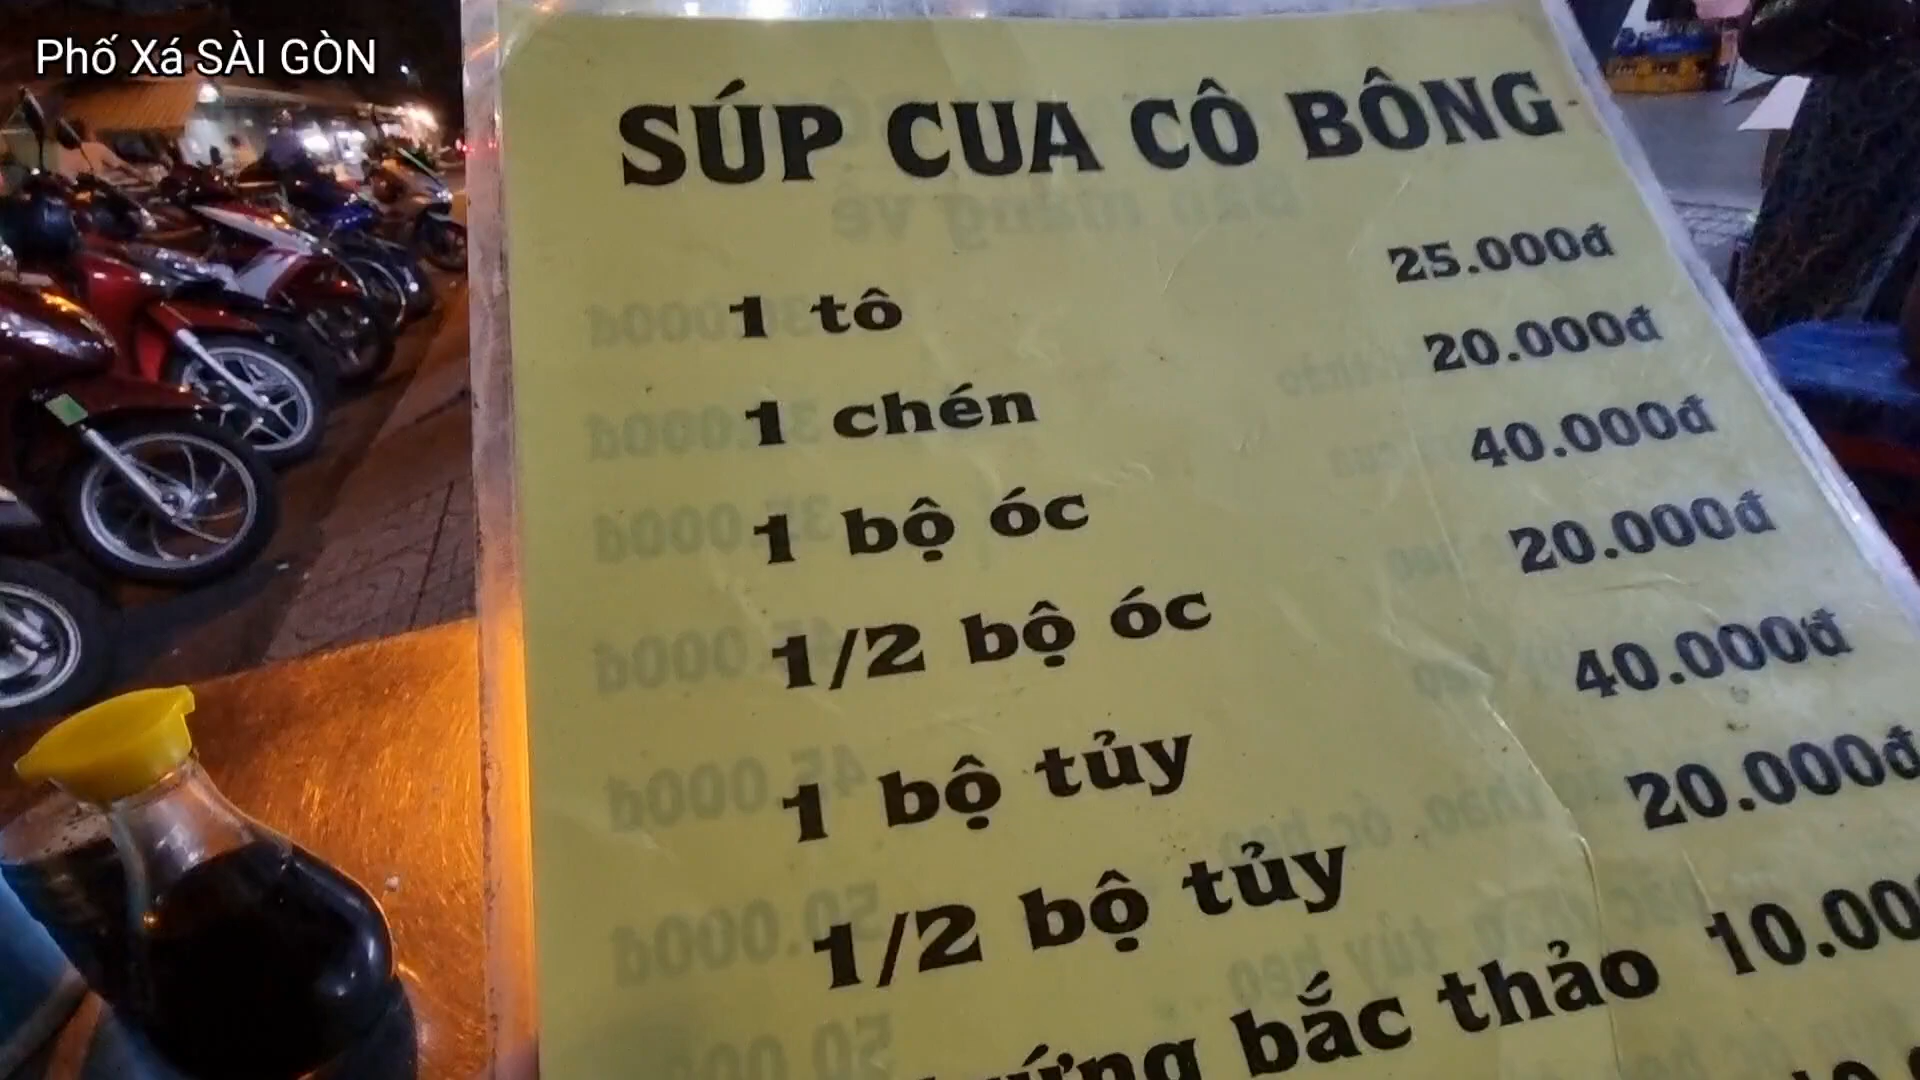 Phố Xá SÀI GÒN
SÚP CUA CÔ BÔNG
1 tô 25.000đ
1 chén 20.000đ
1 bộ óc 40.000đ
1/2 bộ óc 20.000đ
1 bộ tủy 40.000đ
1/2 bộ tủy 20.000đ
bắc thảo 10.00